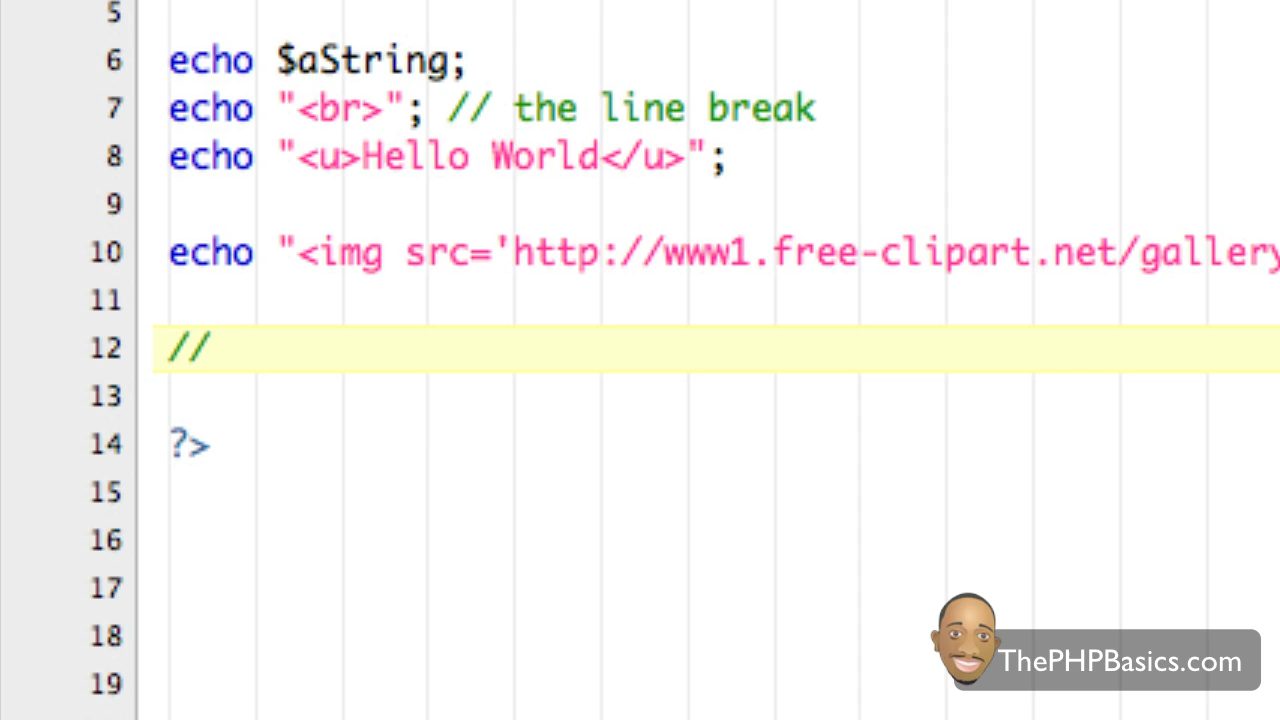 5
6 echo $aString;
7 echo "<br>"; // the line break
8 echo "<u>Hello World</u>";
9
10 echo "<img src='http://www1.free-clipart.net/gallery
11
12 //
13
14 ?>
15
16
17
18
19
ThePHPBasics.com